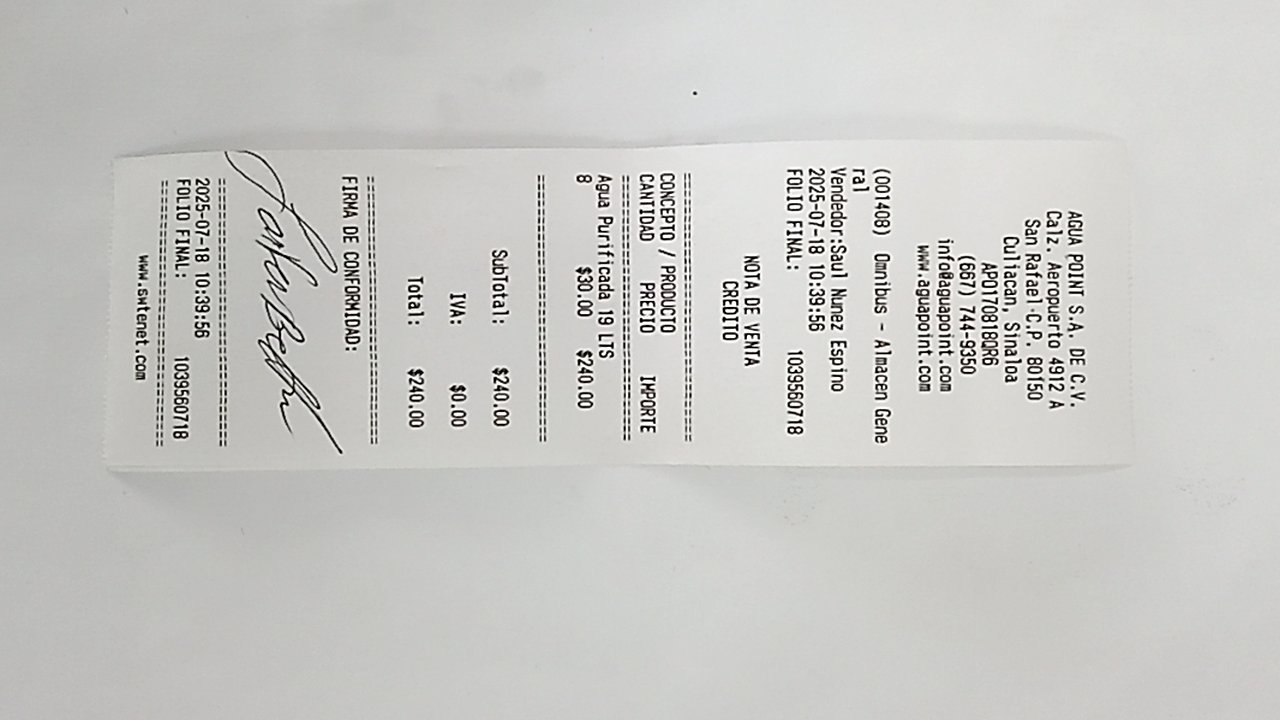 AGUA POINT S.A. DE C.V.
Calz. Aeropuerto 4912 A
San Rafael C.P. 80150
Culiacan, Sinaloa
APO170818QR6
(667) 744-9350
info@aguapoint.com
www.aguapoint.com
(001408) Omnibus - Almacen Gene
ral
Vendedor:Saul Nunez Espino
2025-07-18 10:39:56
FOLIO FINAL: 1039560718
NOTA DE VENTA
CREDITO
==============================
CONCEPTO / PRODUCTO
CANTIDAD PRECIO IMPORTE
==============================
Agua Purificada 19 LTS
8 $30.00 $240.00
==============================
SubTotal: $240.00
IVA: $0.00
Total: $240.00
==============================
FIRMA DE CONFORMIDAD:
==============================
2025-07-18 10:39:56
FOLIO FINAL: 1039560718
==============================
www.swtenet.com